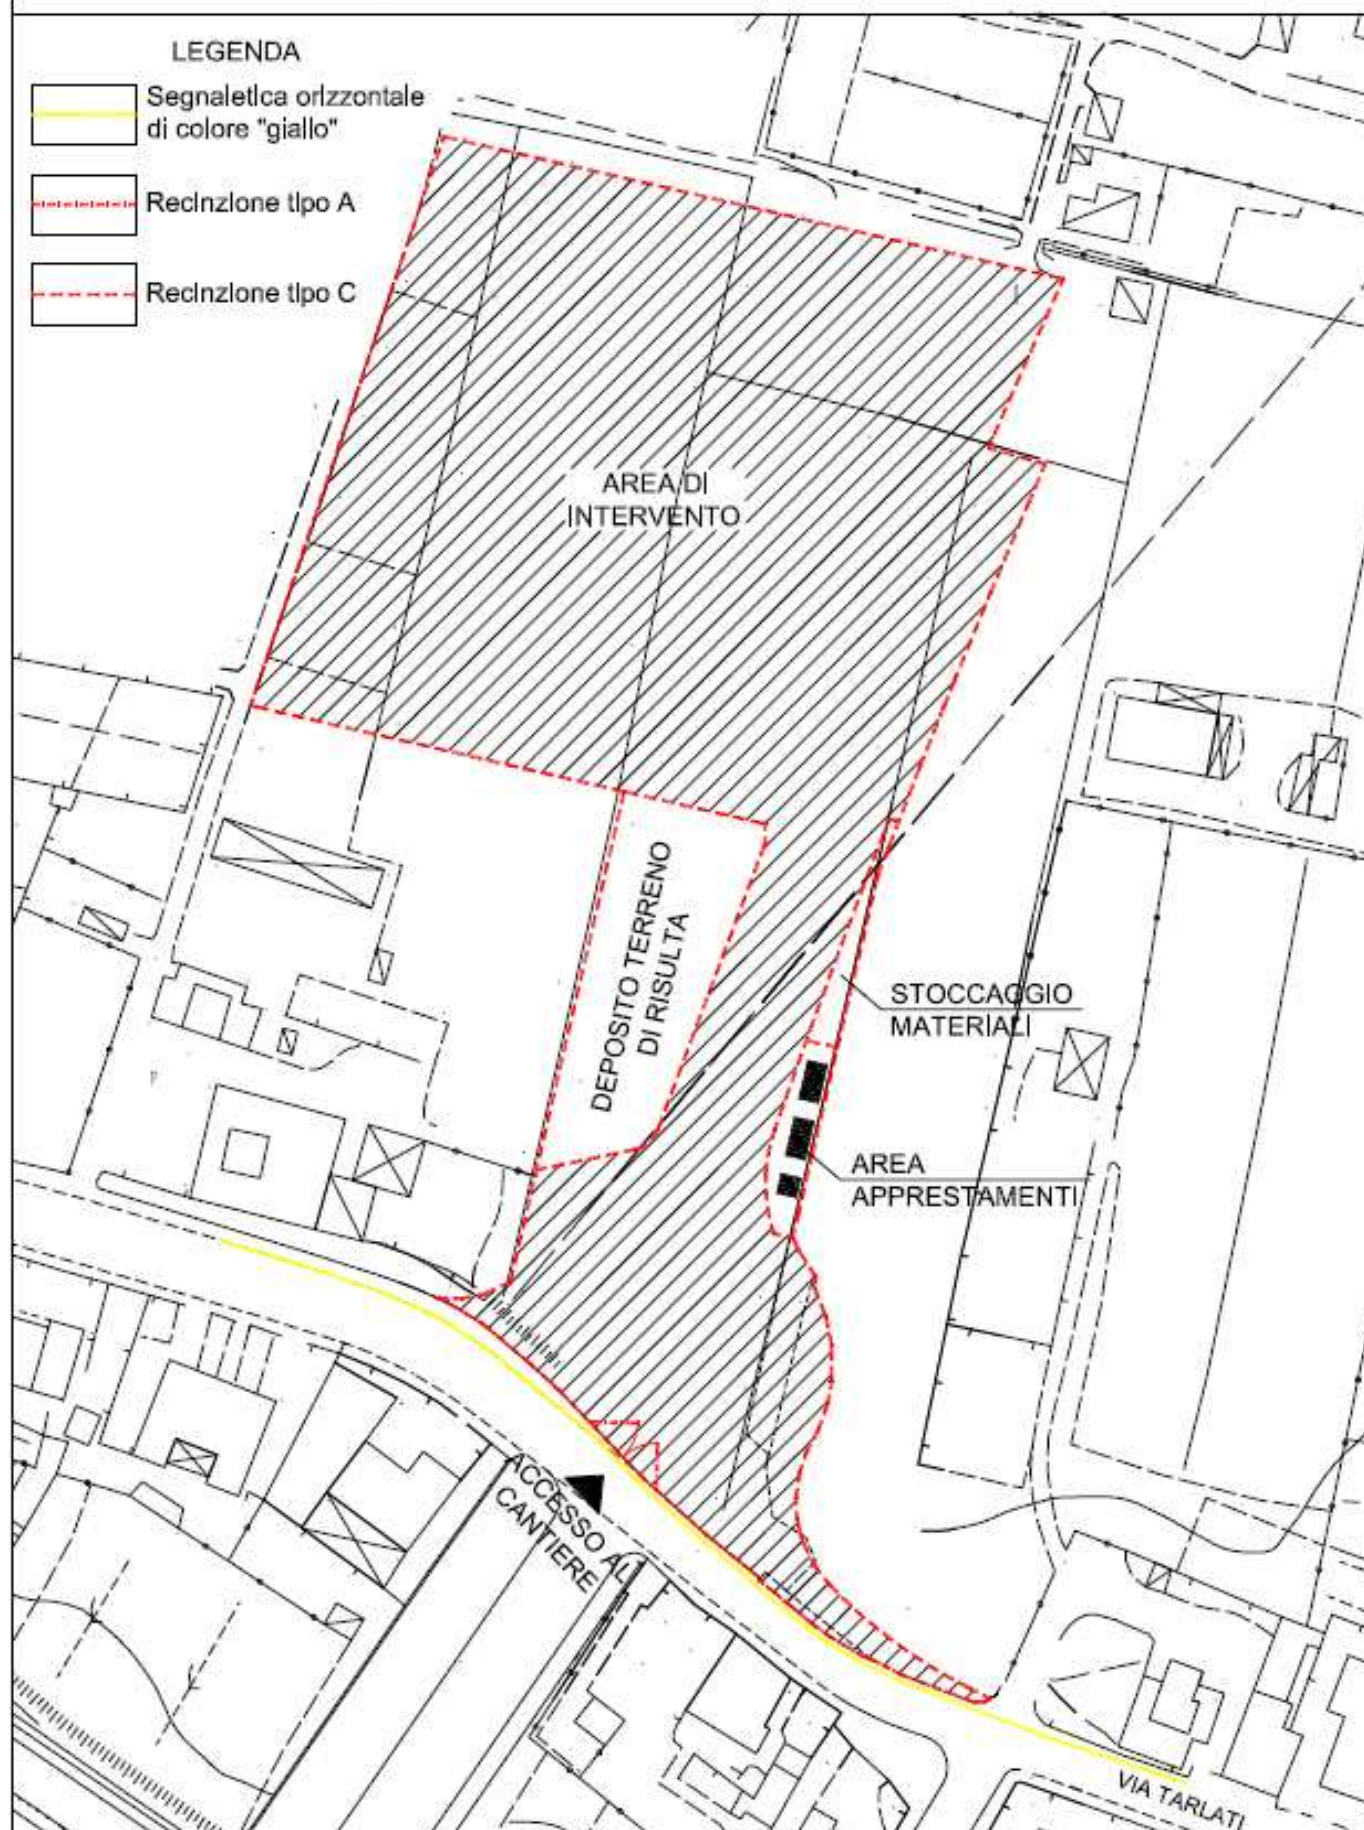 LEGENDA
Segnaletica orizzontale
di colore "giallo"
Recinzione tipo A
Recinzione tipo C
AREA DI
INTERVENTO
DEPOSITO TERRENO
DI RISULTA
STOCCAGGIO
MATERIALI
AREA
APPRESTAMENTI
ACCESSO AL
CANTIERE
VIA TARLATI